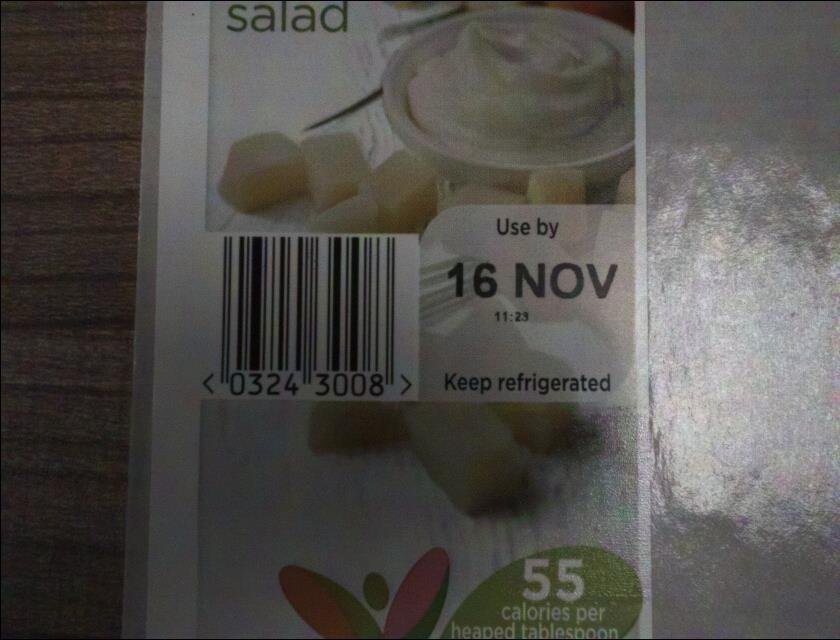 salad
Use by
16 NOV
11:23
Keep refrigerated
< 0324 3008 >
55
calories per
heaped tablespoon